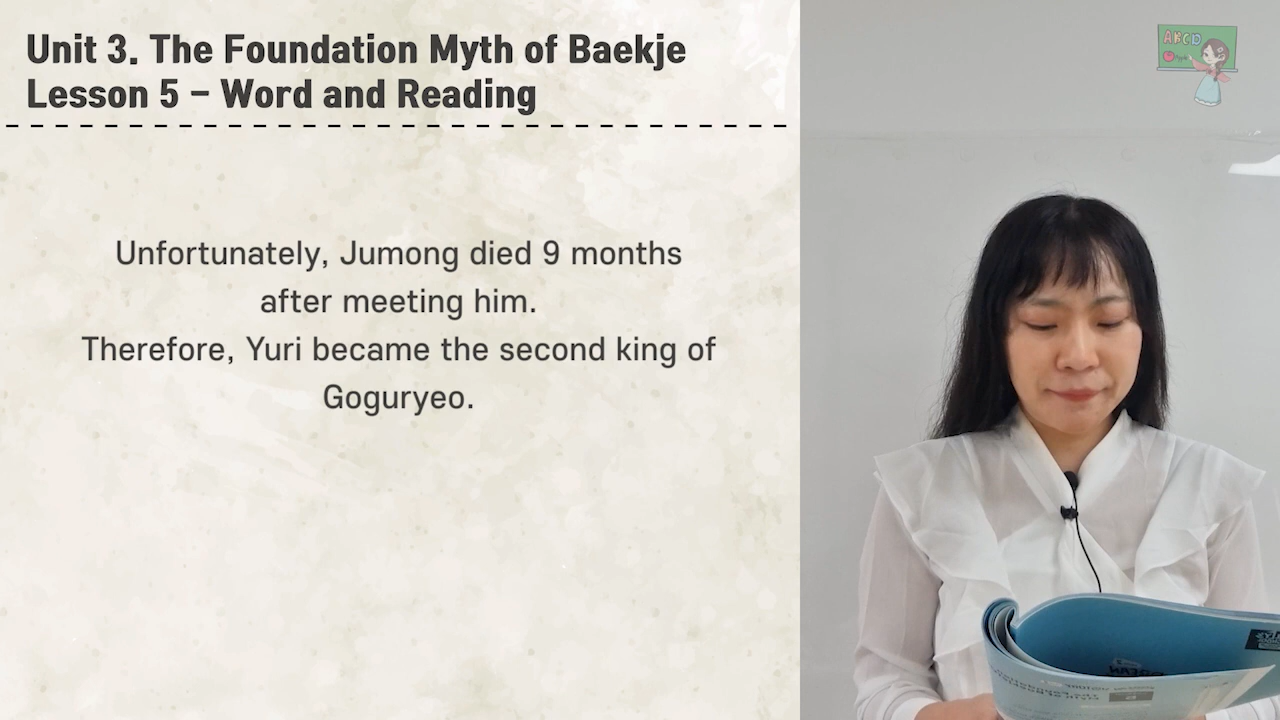 Unit 3. The Foundation Myth of Baekje
Lesson 5 – Word and Reading
Unfortunately, Jumong died 9 months
after meeting him.
Therefore, Yuri became the second king of
Goguryeo.
ABCD